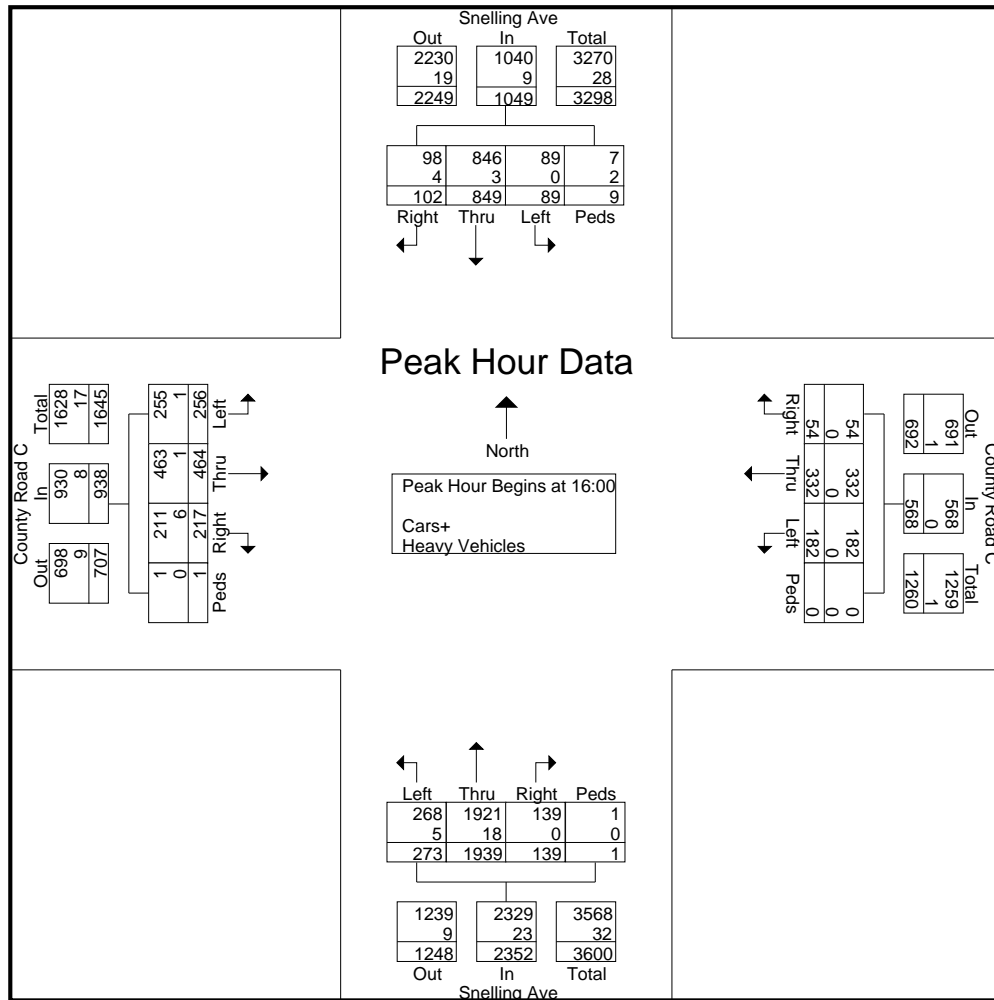 Snelling Ave
Out In Total
2230 1040 3270
19 9 28
2249 1049 3298
98 846 89 7
4 3 0 2
102 849 89 9
Right Thru Left Peds
Peak Hour Data
North
Peak Hour Begins at 16:00
Cars+
Heavy Vehicles
County Road C
Out In Total
698 930 1628
9 8 17
707 938 1645
1 211 463 255
0 6 1 1
1 217 464 256
Peds Right Thru Left
County Road C
Out In Total
691 568 1259
1 0 1
692 568 1260
54 332 182 0
0 0 0 0
54 332 182 0
Right Thru Left Peds
Left Thru Right Peds
268 1921 139 1
5 18 0 0
273 1939 139 1
1239 2329 3568
9 23 32
1248 2352 3600
Out In Total
Snelling Ave